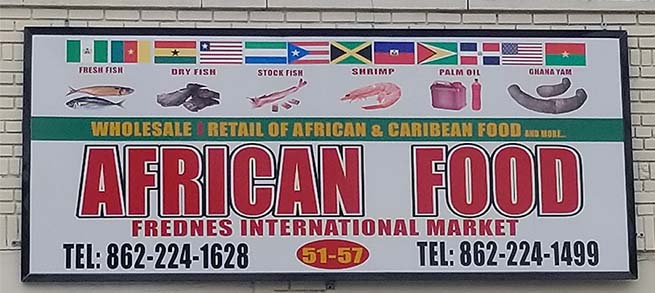 FRESH FISH DRY FISH STOCK FISH SHRIMP PALM OIL GHANA YAM
WHOLESALE & RETAIL OF AFRICAN & CARIBEAN FOOD AND MORE...
AFRICAN FOOD
FREDNES INTERNATIONAL MARKET
TEL: 862-224-1628 51-57 TEL: 862-224-1499